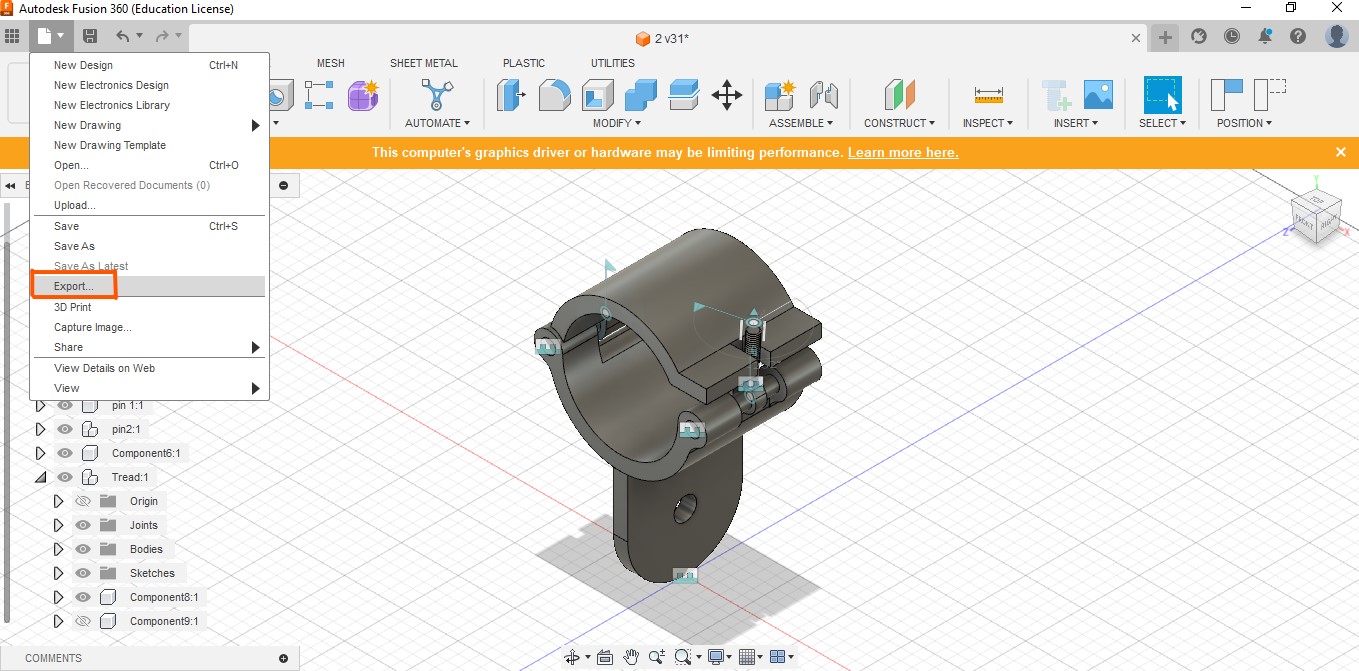 Autodesk Fusion 360 (Education License)
2 v31*
MESH SHEET METAL PLASTIC UTILITIES
AUTOMATE MODIFY ASSEMBLE CONSTRUCT INSPECT INSERT SELECT POSITION
This computer's graphics driver or hardware may be limiting performance. Learn more here.
New Design Ctrl+N
New Electronics Design
New Electronics Library
New Drawing
New Drawing Template
Open... Ctrl+O
Open Recovered Documents (0)
Upload...
Save Ctrl+S
Save As
Save As Latest
Export...
3D Print
Capture Image...
Share
View Details on Web
View
pin 1:1
pin2:1
Component6:1
Tread:1
Origin
Joints
Bodies
Sketches
Component8:1
Component9:1
COMMENTS
Y
TOP
FRONT RIGHT
Z X